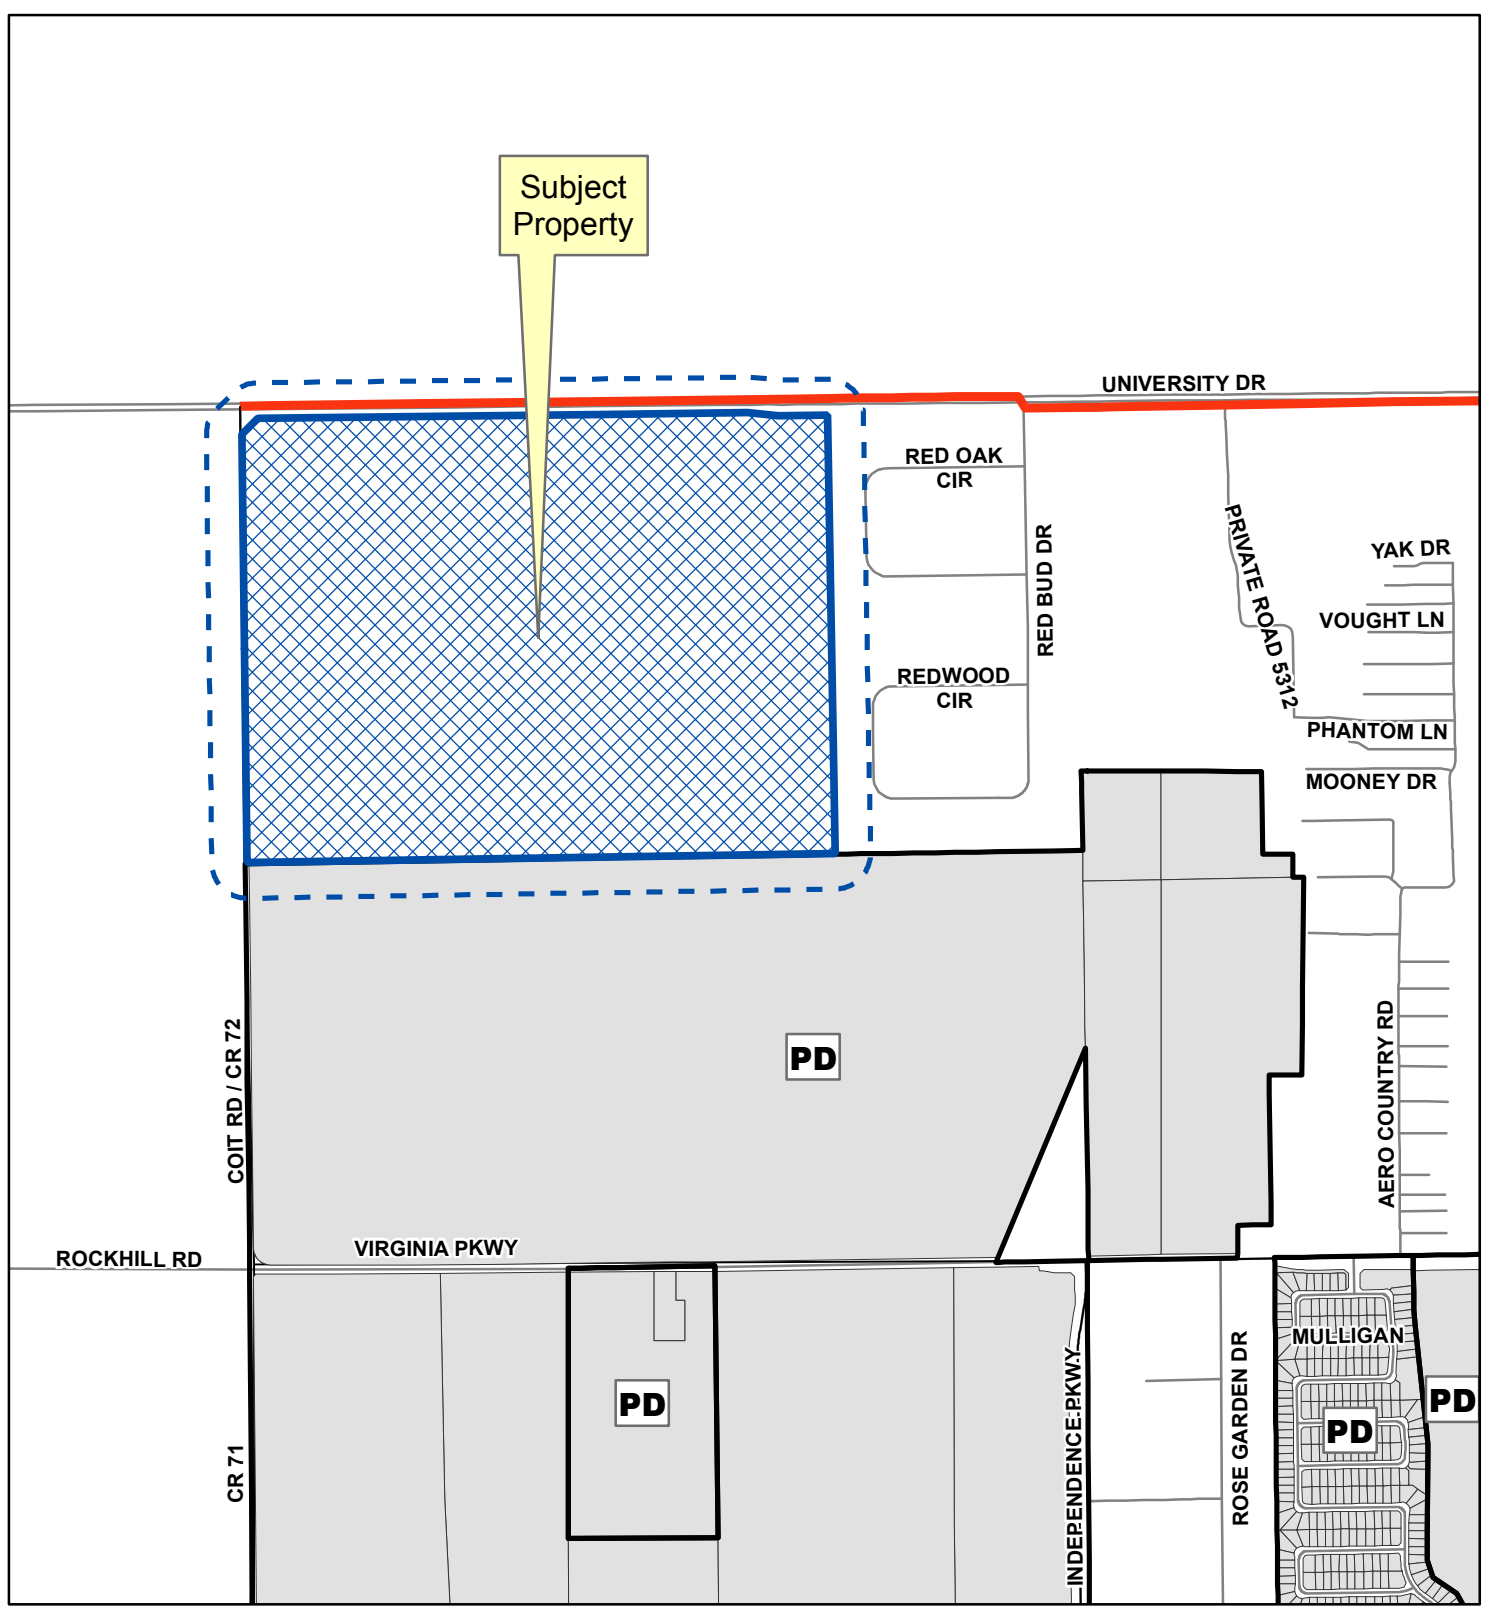 Subject
Property
UNIVERSITY DR
RED OAK
CIR
RED BUD DR
PRIVATE ROAD 5312
YAK DR
VOUGHT LN
REDWOOD
CIR
PHANTOM LN
MOONEY DR
COIT RD / CR 72
PD
AERO COUNTRY RD
ROCKHILL RD
VIRGINIA PKWY
MULLIGAN
PD
PD
PD
CR 71
INDEPENDENCE PKWY
ROSE GARDEN DR